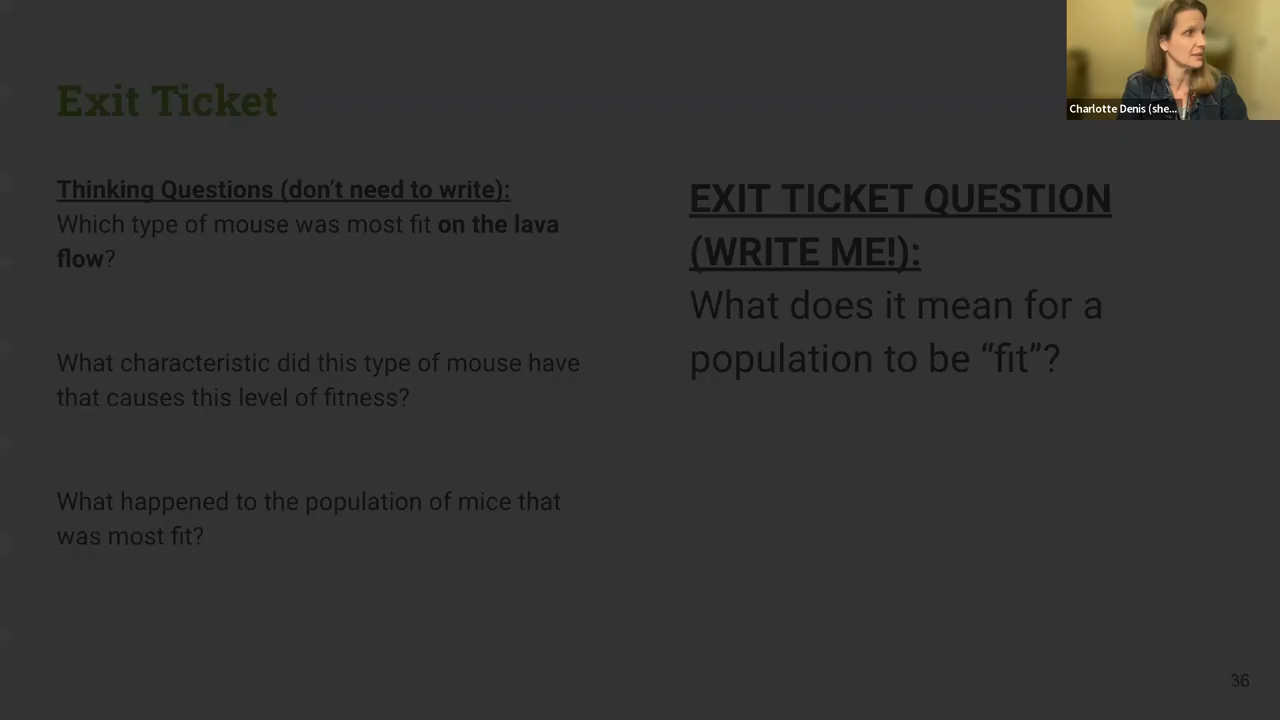 Exit Ticket
Thinking Questions (don’t need to write):
Which type of mouse was most fit on the lava
flow?
What characteristic did this type of mouse have
that causes this level of fitness?
What happened to the population of mice that
was most fit?
EXIT TICKET QUESTION
(WRITE ME!):
What does it mean for a
population to be “fit”?
Charlotte Denis (she...
36